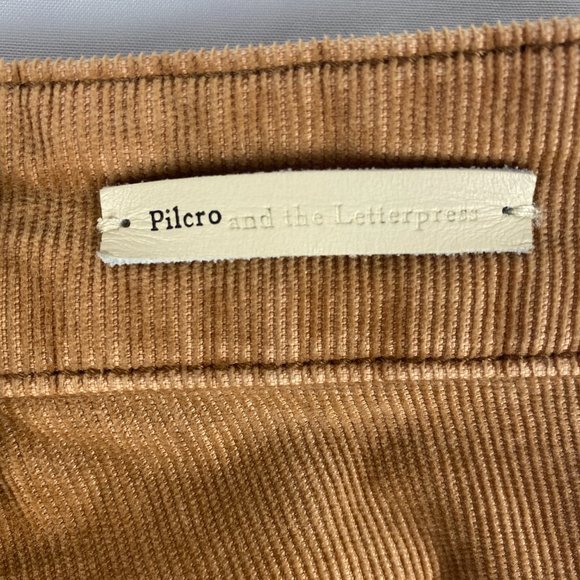 Pilcro and the Letterpress